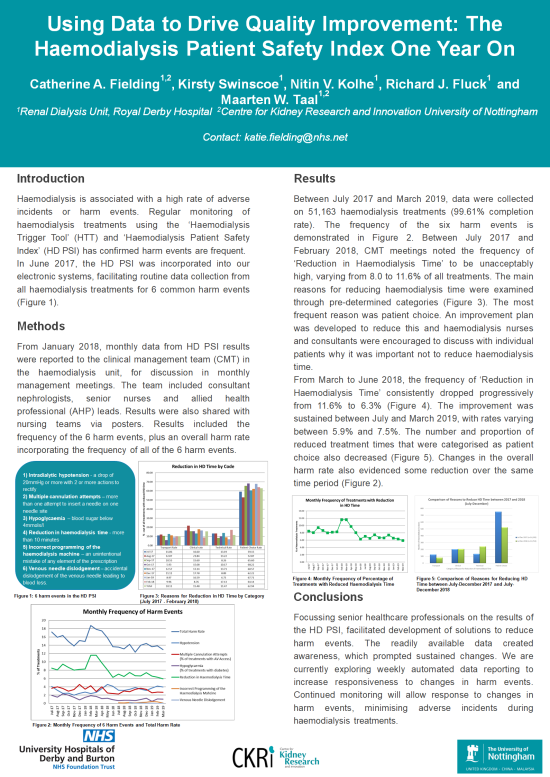 Using Data to Drive Quality Improvement: The
Haemodialysis Patient Safety Index One Year On
Catherine A. Fielding1,2, Kirsty Swinscoe1, Nitin V. Kolhe1, Richard J. Fluck1 and
Maarten W. Taal1,2
1Renal Dialysis Unit, Royal Derby Hospital 2Centre for Kidney Research and Innovation University of Nottingham
Contact: katie.fielding@nhs.net
Introduction
Haemodialysis is associated with a high rate of adverse
incidents or harm events. Regular monitoring of
haemodialysis treatments using the ‘Haemodialysis
Trigger Tool’ (HTT) and ‘Haemodialysis Patient Safety
Index’ (HD PSI) has confirmed harm events are frequent.
In June 2017, the HD PSI was incorporated into our
electronic systems, facilitating routine data collection from
all haemodialysis treatments for 6 common harm events
(Figure 1).
Methods
From January 2018, monthly data from HD PSI results
were reported to the clinical management team (CMT) in
the haemodialysis unit, for discussion in monthly
management meetings. The team included consultant
nephrologists, senior nurses and allied health
professional (AHP) leads. Results were also shared with
nursing teams via posters. Results included the
frequency of the 6 harm events, plus an overall harm rate
incorporating the frequency of all of the 6 harm events.
1) Intradialytic hypotension - a drop of
20mmHg or more with 2 or more actions to
rectify
2) Multiple cannulation attempts – more
than one attempt to insert a needle on one
needle site
3) Hypoglycaemia – blood sugar below
4mmols/l
4) Reduction in haemodialysis time - more
than 10 minutes
5) Incorrect programming of the
haemodialysis machine – an unintentional
mistake of any element of the prescription
6) Venous needle dislodgement - accidental
dislodgement of the venous needle leading to
blood loss.
Figure 1: 6 harm events in the HD PSI
Reduction in HD Time by Code
Figure 3: Reasons for Reduction in HD Time by Category
(July 2017 - February 2018)
Monthly Frequency of Harm Events
% of Treatments
20
18
16
14
12
10
8
6
4
2
0
Total Harm Rate
Hypotension
Multiple Cannulation Attempts
(% of treatments with AV Access)
Hypoglycaemia
(% of treatments with diabetes)
Reduction in Haemodialysis Time
Incorrect Programming of the
Haemodialysis Machine
Venous Needle Dislodgement
Figure 2: Monthly Frequency of 6 Harm Events and Total Harm Rate
Results
Between July 2017 and March 2019, data were collected
on 51,163 haemodialysis treatments (99.61% completion
rate). The frequency of the six harm events is
demonstrated in Figure 2. Between July 2017 and
February 2018, CMT meetings noted the frequency of
‘Reduction in Haemodialysis Time’ to be unacceptably
high, varying from 8.0 to 11.6% of all treatments. The main
reasons for reducing haemodialysis time were examined
through pre-determined categories (Figure 3). The most
frequent reason was patient choice. An improvement plan
was developed to reduce this and haemodialysis nurses
and consultants were encouraged to discuss with individual
patients why it was important not to reduce haemodialysis
time.
From March to June 2018, the frequency of ‘Reduction in
Haemodialysis Time’ consistently dropped progressively
from 11.6% to 6.3% (Figure 4). The improvement was
sustained between July and March 2019, with rates varying
between 5.9% and 7.5%. The number and proportion of
reduced treatment times that were categorised as patient
choice also decreased (Figure 5). Changes in the overall
harm rate also evidenced some reduction over the same
time period (Figure 2).
Monthly Frequency of Treatments with Reduction
in HD Time
Figure 4: Monthly Frequency of Percentage of
Treatments with Reduced Haemodialysis Time
Comparison of Reasons to Reduce HD Time between 2017 and 2018
(July-December)
Figure 5: Comparison of Reasons for Reducing HD
Time between July-December 2017 and July-
December 2018
Conclusions
Focussing senior healthcare professionals on the results of
the HD PSI, facilitated development of solutions to reduce
harm events. The readily available data created
awareness, which prompted sustained changes. We are
currently exploring weekly automated data reporting to
increase responsiveness to changes in harm events.
Continued monitoring will allow response to changes in
harm events, minimising adverse incidents during
haemodialysis treatments.
NHS
University Hospitals of
Derby and Burton
NHS Foundation Trust
CKRi
Centre for
Kidney
Research
and Innovation
The University of
Nottingham
UNITED KINGDOM · CHINA · MALAYSIA